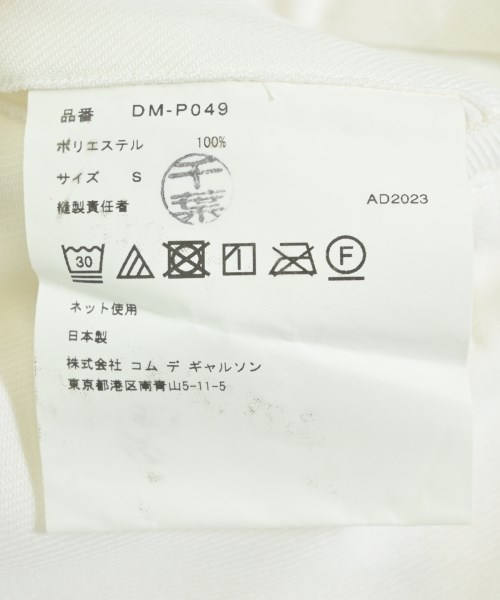 品番 DM-P049
ポリエステル 100%
サイズ S
千葉
縫製責任者
AD2023
30 F
ネット使用
日本製
株式会社 コム デ ギャルソン
東京都港区南青山5-11-5